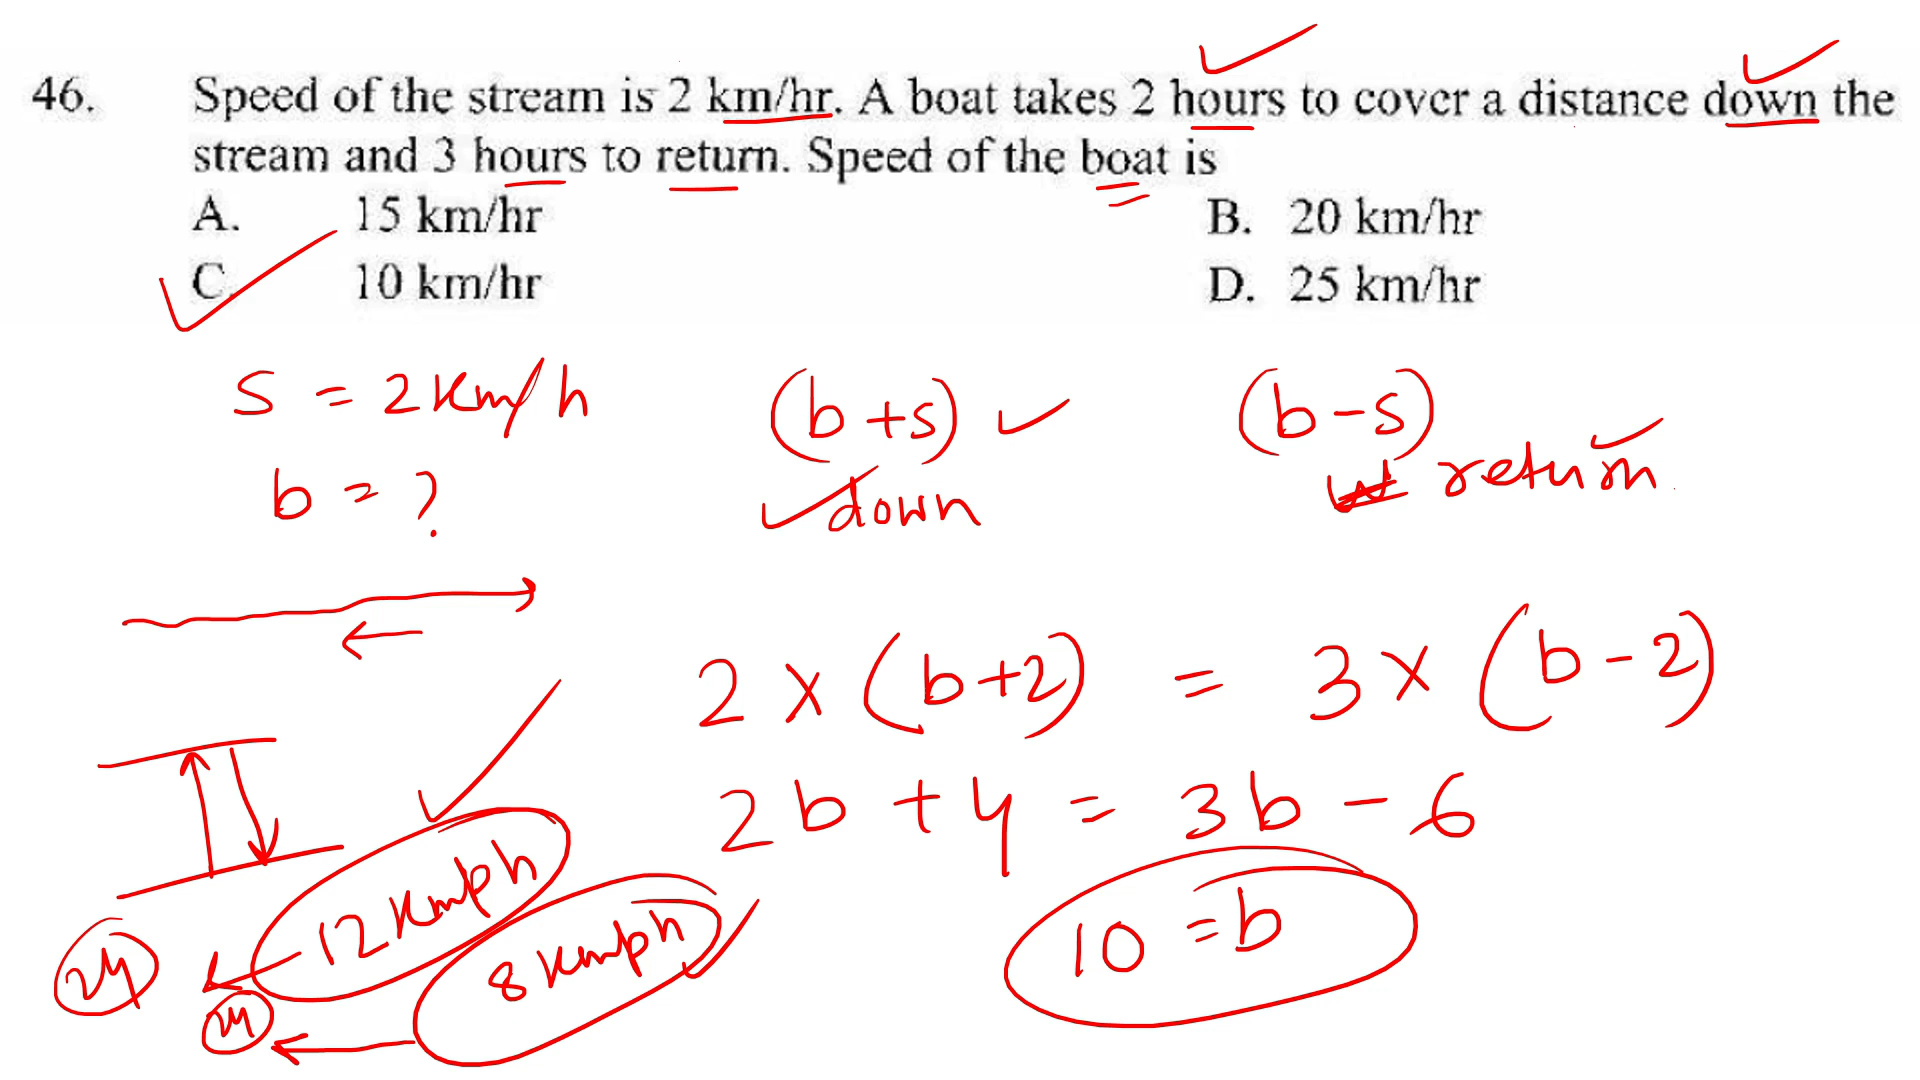 46. Speed of the stream is 2 km/hr. A boat takes 2 hours to cover a distance down the
stream and 3 hours to return. Speed of the boat is
A. 15 km/hr B. 20 km/hr
C. 10 km/hr D. 25 km/hr
S = 2 Km/h (b+s) (b-s)
b = ? down return
2 × (b+2) = 3 × (b-2)
2b + 4 = 3b - 6
10 = b
12 Kmph
24
8 Kmph
24